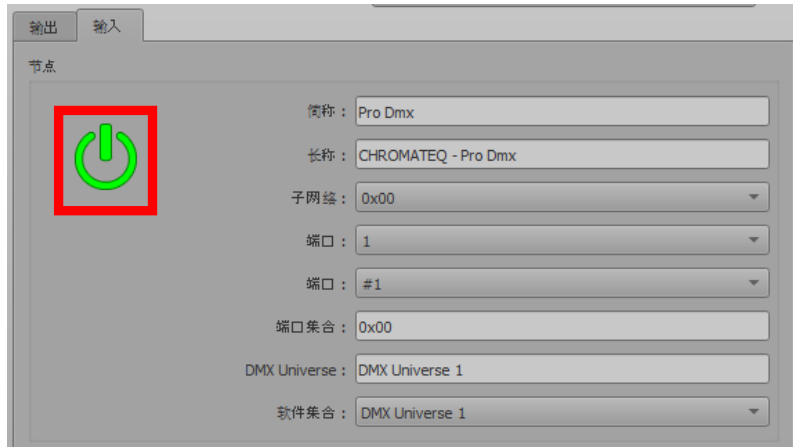 输出 输入
节点
简称： Pro Dmx
长称： CHROMATEQ - Pro Dmx
子网络： 0x00
端口： 1
端口： #1
端口集合： 0x00
DMX Universe： DMX Universe 1
软件集合： DMX Universe 1